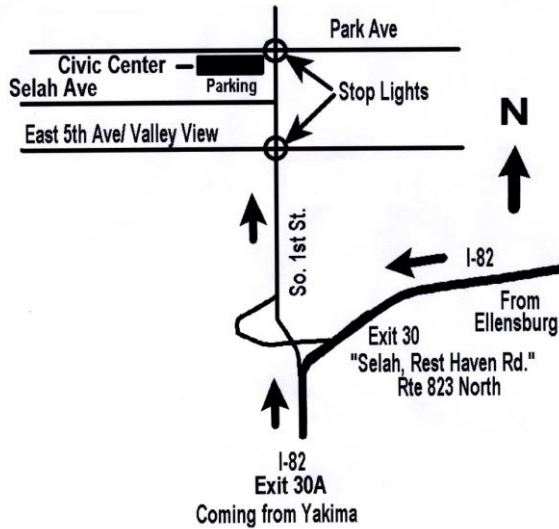 Park Ave
Civic Center
Parking
Selah Ave
Stop Lights
East 5th Ave/ Valley View
N
So. 1st St.
I-82
From
Ellensburg
Exit 30
"Selah, Rest Haven Rd."
Rte 823 North
I-82
Exit 30A
Coming from Yakima